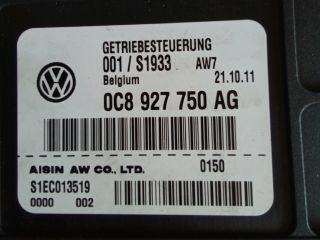 GETRIEBESTEUERUNG
001 / S1933 AW7
Belgium 21.10.11
0C8 927 750 AG
AISIN AW CO., LTD. 0150
S1EC013519
0000 002